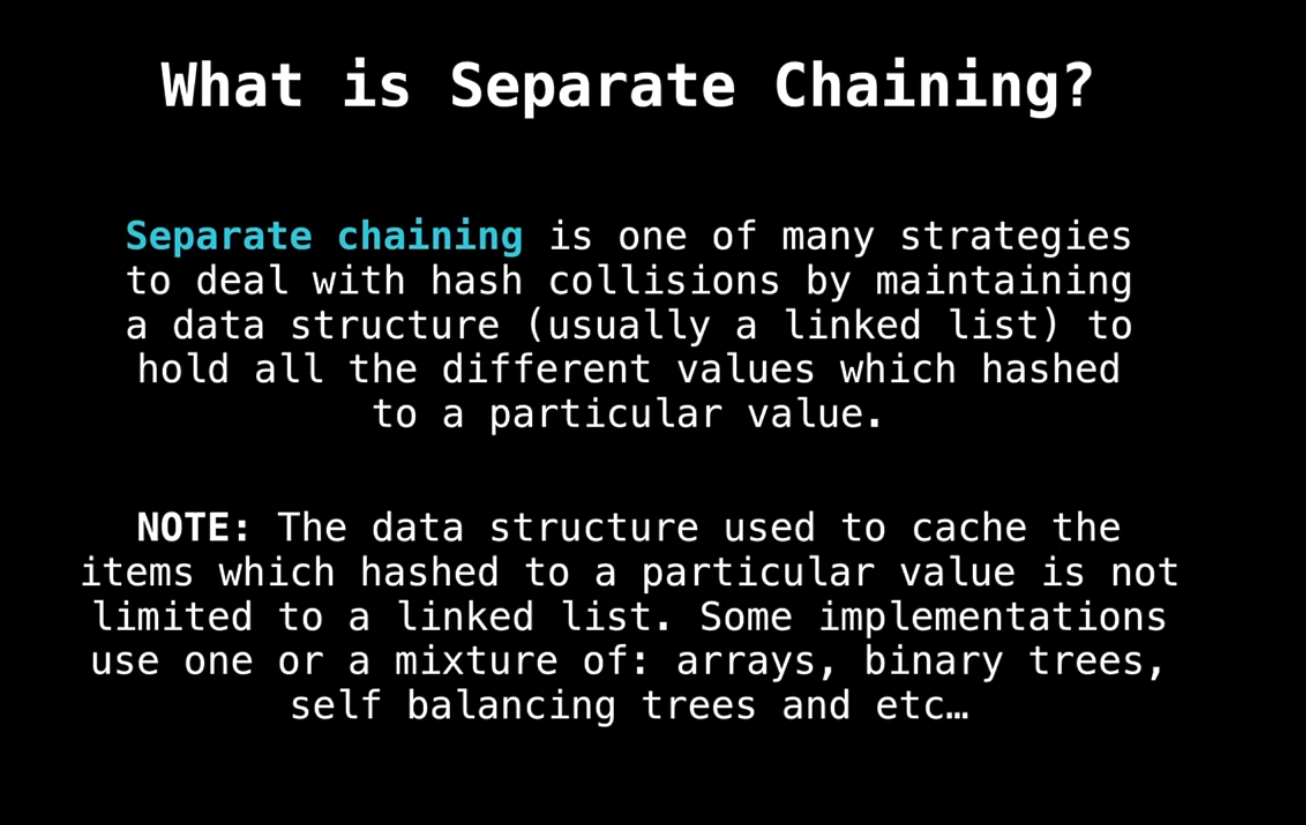 What is Separate Chaining?
Separate chaining is one of many strategies
to deal with hash collisions by maintaining
a data structure (usually a linked list) to
hold all the different values which hashed
to a particular value.
NOTE: The data structure used to cache the
items which hashed to a particular value is not
limited to a linked list. Some implementations
use one or a mixture of: arrays, binary trees,
self balancing trees and etc…